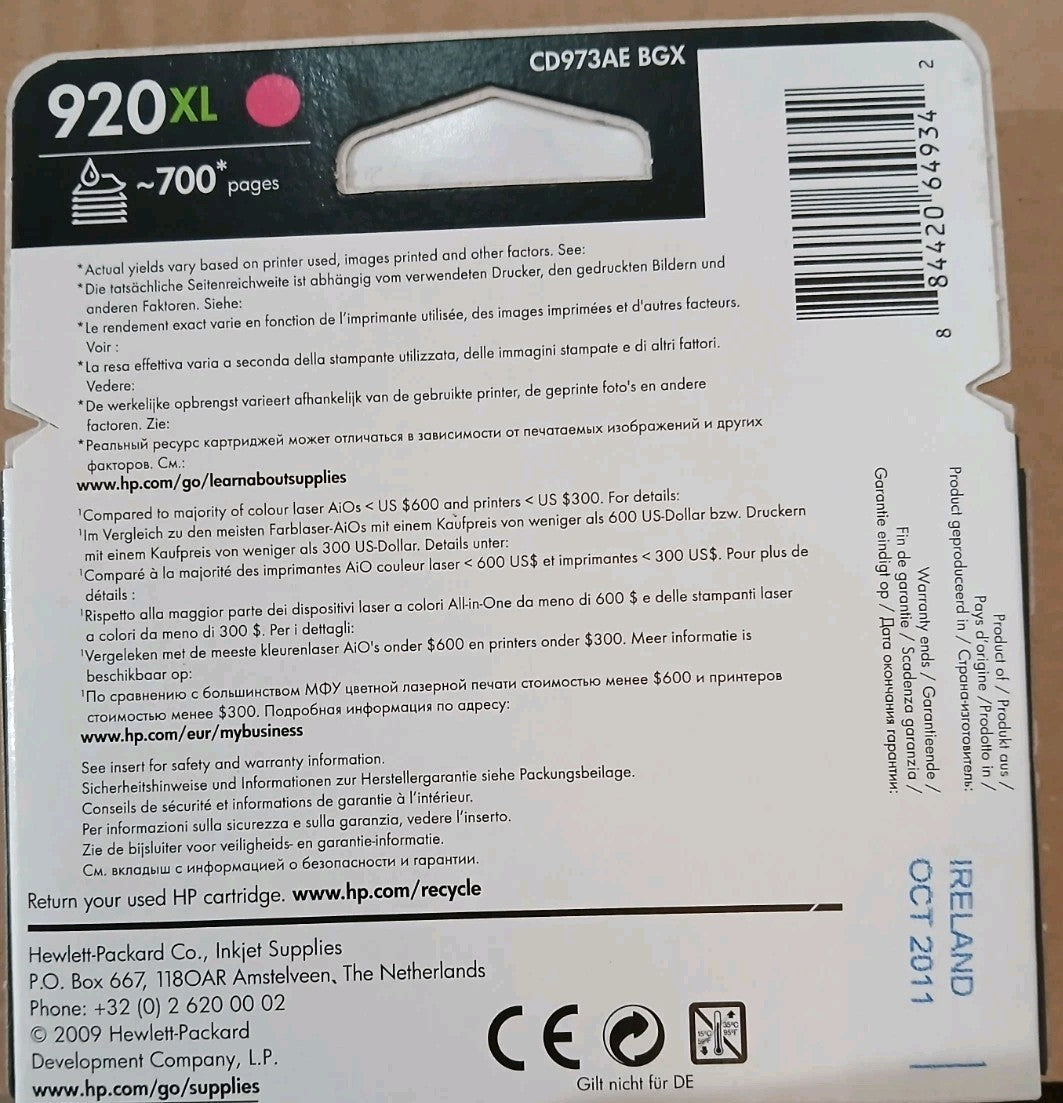 920XL
CD973AE BGX
~700* pages
*Actual yields vary based on printer used, images printed and other factors. See:
*Die tatsächliche Seitenreichweite ist abhängig vom verwendeten Drucker, den gedruckten Bildern und
anderen Faktoren. Siehe:
*Le rendement exact varie en fonction de l'imprimante utilisée, des images imprimées et d'autres facteurs.
Voir :
*La resa effettiva varia a seconda della stampante utilizzata, delle immagini stampate e di altri fattori.
Vedere:
*De werkelijke opbrengst varieert afhankelijk van de gebruikte printer, de geprinte foto's en andere
factoren. Zie:
*Реальный ресурс картриджей может отличаться в зависимости от печатаемых изображений и других
факторов. См.:
www.hp.com/go/learnaboutsupplies
¹Compared to majority of colour laser AiOs < US $600 and printers < US $300. For details:
¹Im Vergleich zu den meisten Farblaser-AiOs mit einem Kaufpreis von weniger als 600 US-Dollar bzw. Druckern
mit einem Kaufpreis von weniger als 300 US-Dollar. Details unter:
¹Comparé à la majorité des imprimantes AiO couleur laser < 600 US$ et imprimantes < 300 US$. Pour plus de
détails :
¹Rispetto alla maggior parte dei dispositivi laser a colori All-in-One da meno di 600 $ e delle stampanti laser
a colori da meno di 300 $. Per i dettagli:
¹Vergeleken met de meeste kleurenlaser AiO's onder $600 en printers onder $300. Meer informatie is
beschikbaar op:
¹По сравнению с большинством МФУ цветной лазерной печати стоимостью менее $600 и принтеров
стоимостью менее $300. Подробная информация по адресу:
www.hp.com/eur/mybusiness
See insert for safety and warranty information.
Sicherheitshinweise und Informationen zur Herstellergarantie siehe Packungsbeilage.
Conseils de sécurité et informations de garantie à l'intérieur.
Per informazioni sulla sicurezza e sulla garanzia, vedere l'inserto.
Zie de bijsluiter voor veiligheids- en garantie-informatie.
См. вкладыш с информацией о безопасности и гарантии.
Return your used HP cartridge. www.hp.com/recycle
Hewlett-Packard Co., Inkjet Supplies
P.O. Box 667, 118OAR Amstelveen, The Netherlands
Phone: +32 (0) 2 620 00 02
© 2009 Hewlett-Packard
Development Company, L.P.
www.hp.com/go/supplies
CE
15°C
59°F
35°C
95°F
Gilt nicht für DE
8 84420 64934 2
Product of / Produkt aus /
Pays d'origine /Prodotto in /
Product geproduceerd in / Страна-изготовитель:
IRELAND
Warranty ends / Garantieende /
Fin de garantie / Scadenza garanzia /
Garantie eindigt op / Дата окончания гарантии:
OCT 2011